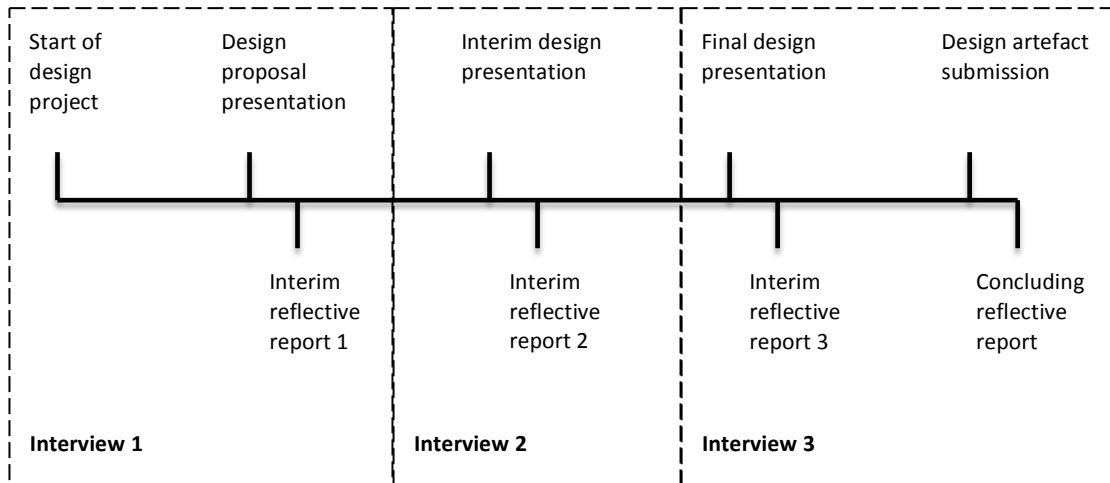 Start of
design
project
Design
proposal
presentation
Interim design
presentation
Final design
presentation
Design artefact
submission
Interim
reflective
report 1
Interim
reflective
report 2
Interim
reflective
report 3
Concluding
reflective
report
Interview 1
Interview 2
Interview 3